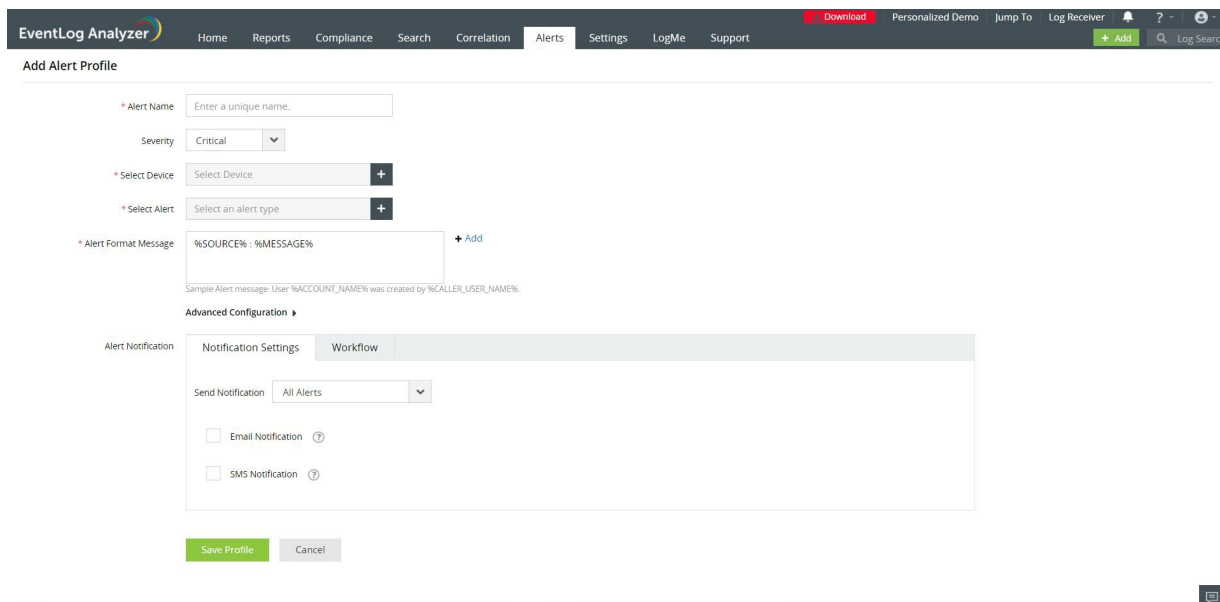 Download Personalized Demo Jump To Log Receiver ?
EventLog Analyzer Home Reports Compliance Search Correlation Alerts Settings LogMe Support + Add Log Searc
Add Alert Profile
* Alert Name Enter a unique name.
Severity Critical
* Select Device Select Device +
* Select Alert Select an alert type +
* Alert Format Message %SOURCE% : %MESSAGE% + Add
Sample Alert message: User %ACCOUNT_NAME% was created by %CALLER_USER_NAME%.
Advanced Configuration
Alert Notification Notification Settings Workflow
Send Notification All Alerts
Email Notification ?
SMS Notification ?
Save Profile Cancel